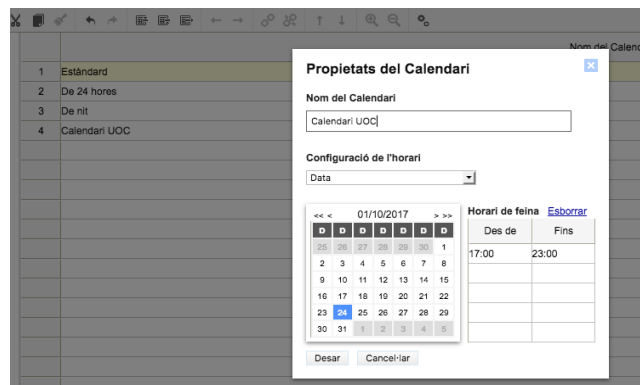 Nom del Calend
1 Estàndard
2 De 24 hores
3 De nit
4 Calendari UOC
Propietats del Calendari
Nom del Calendari
Calendari UOC
Configuració de l'horari
Data
<< < 01/10/2017 > >>
D D D D D D D
25 26 27 28 29 30 1
2 3 4 5 6 7 8
9 10 11 12 13 14 15
16 17 18 19 20 21 22
23 24 25 26 27 28 29
30 31 1 2 3 4 5
Horari de feina Esborrar
Des de Fins
17:00 23:00
Desar Cancel·lar